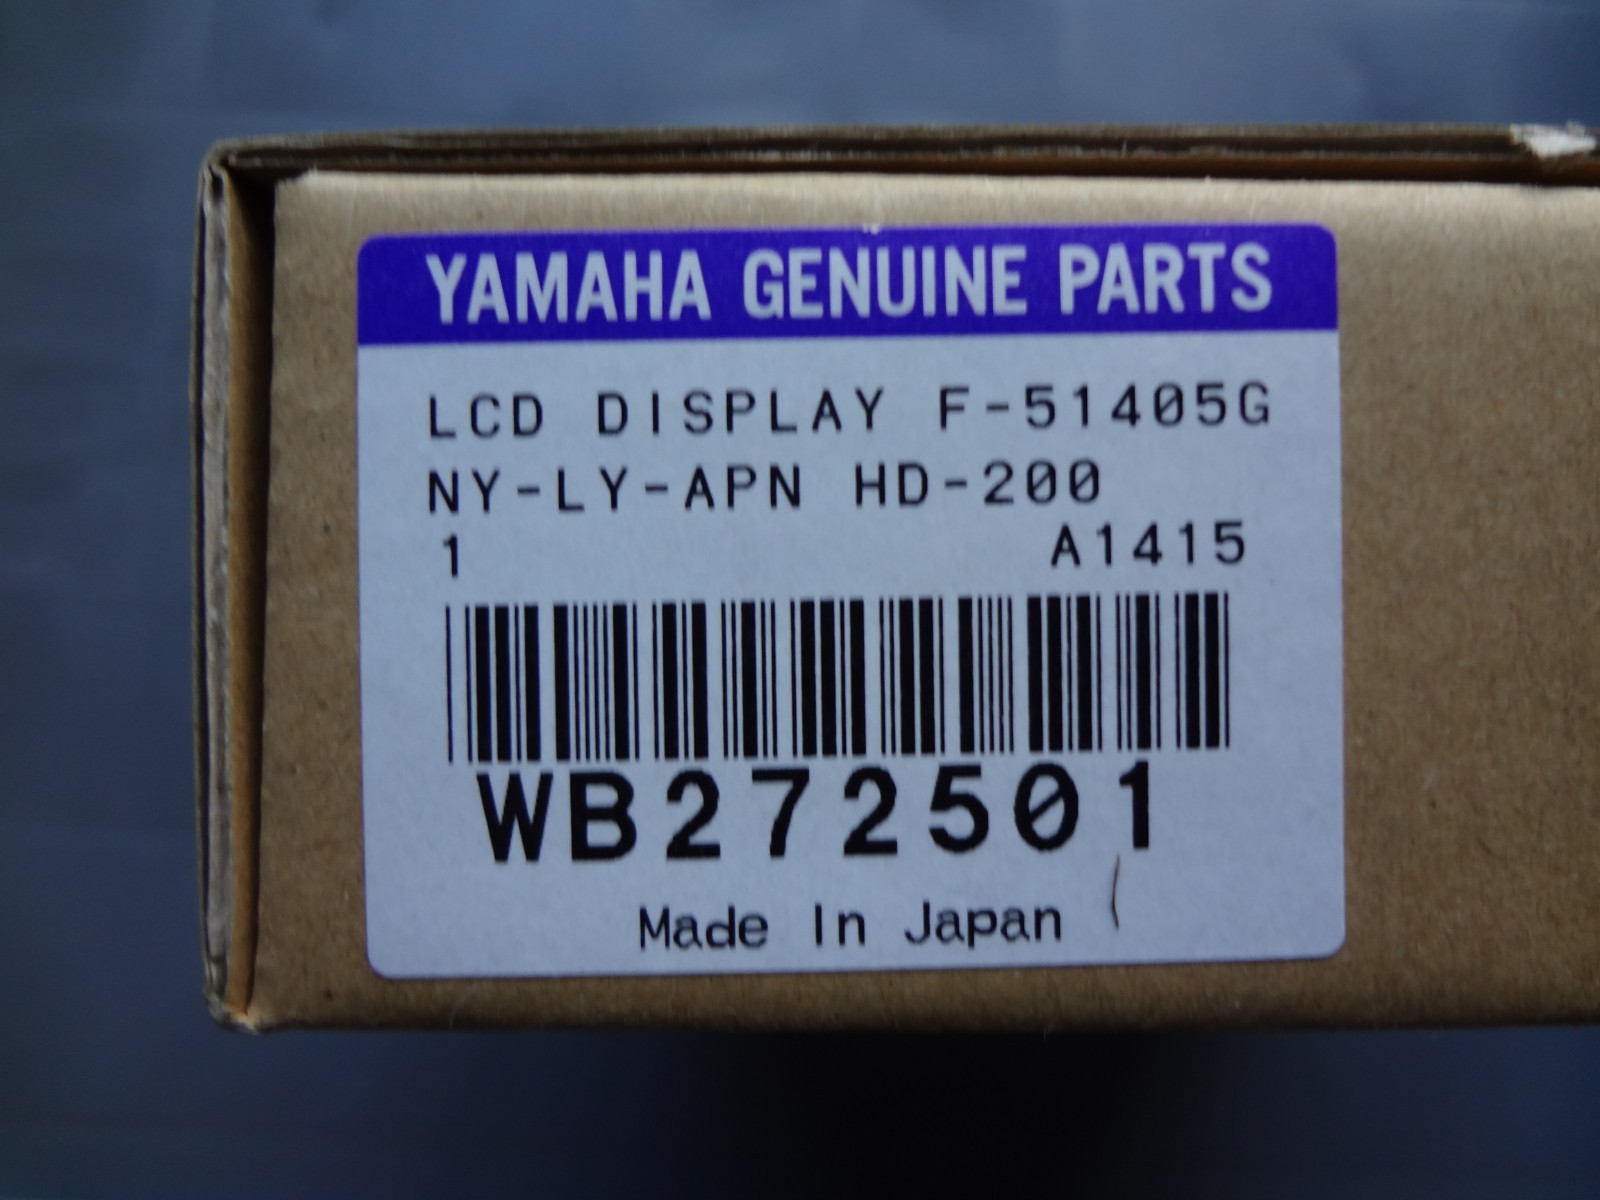 YAMAHA GENUINE PARTS
LCD DISPLAY F-51405G
NY-LY-APN HD-200
1 A1415
WB272501
Made In Japan